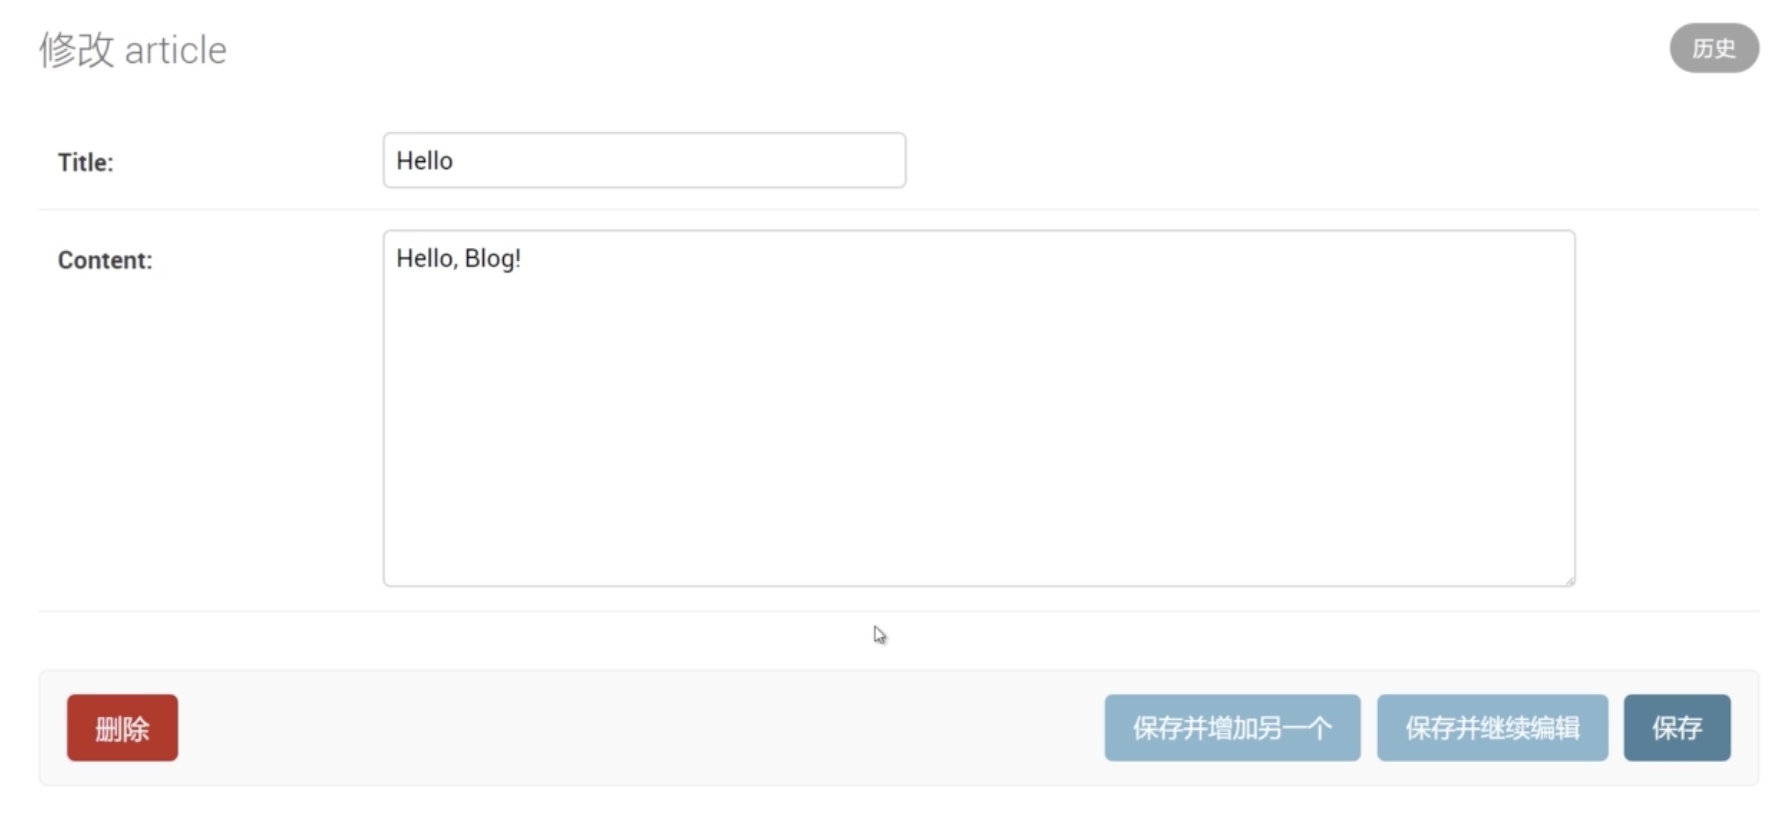 修改 article
历史
Title:
Hello
Content:
Hello, Blog!
删除
保存并增加另一个
保存并继续编辑
保存